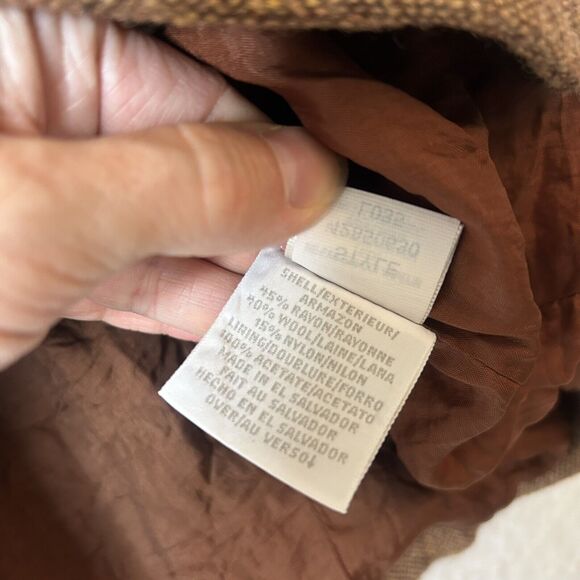 SHELL/EXTERIEUR/
ARMAZON
45% RAYON/RAYONNE
40% WOOL/LAINE/LANA
15% NYLON/NILON
LINING/DOUBLURE/FORRO
100% ACETATE/ACETATO
MADE IN EL SALVADOR
FAIT AU SALVADOR
HECHO EN EL SALVADOR
OVER/AU VERSO↓
STYLE